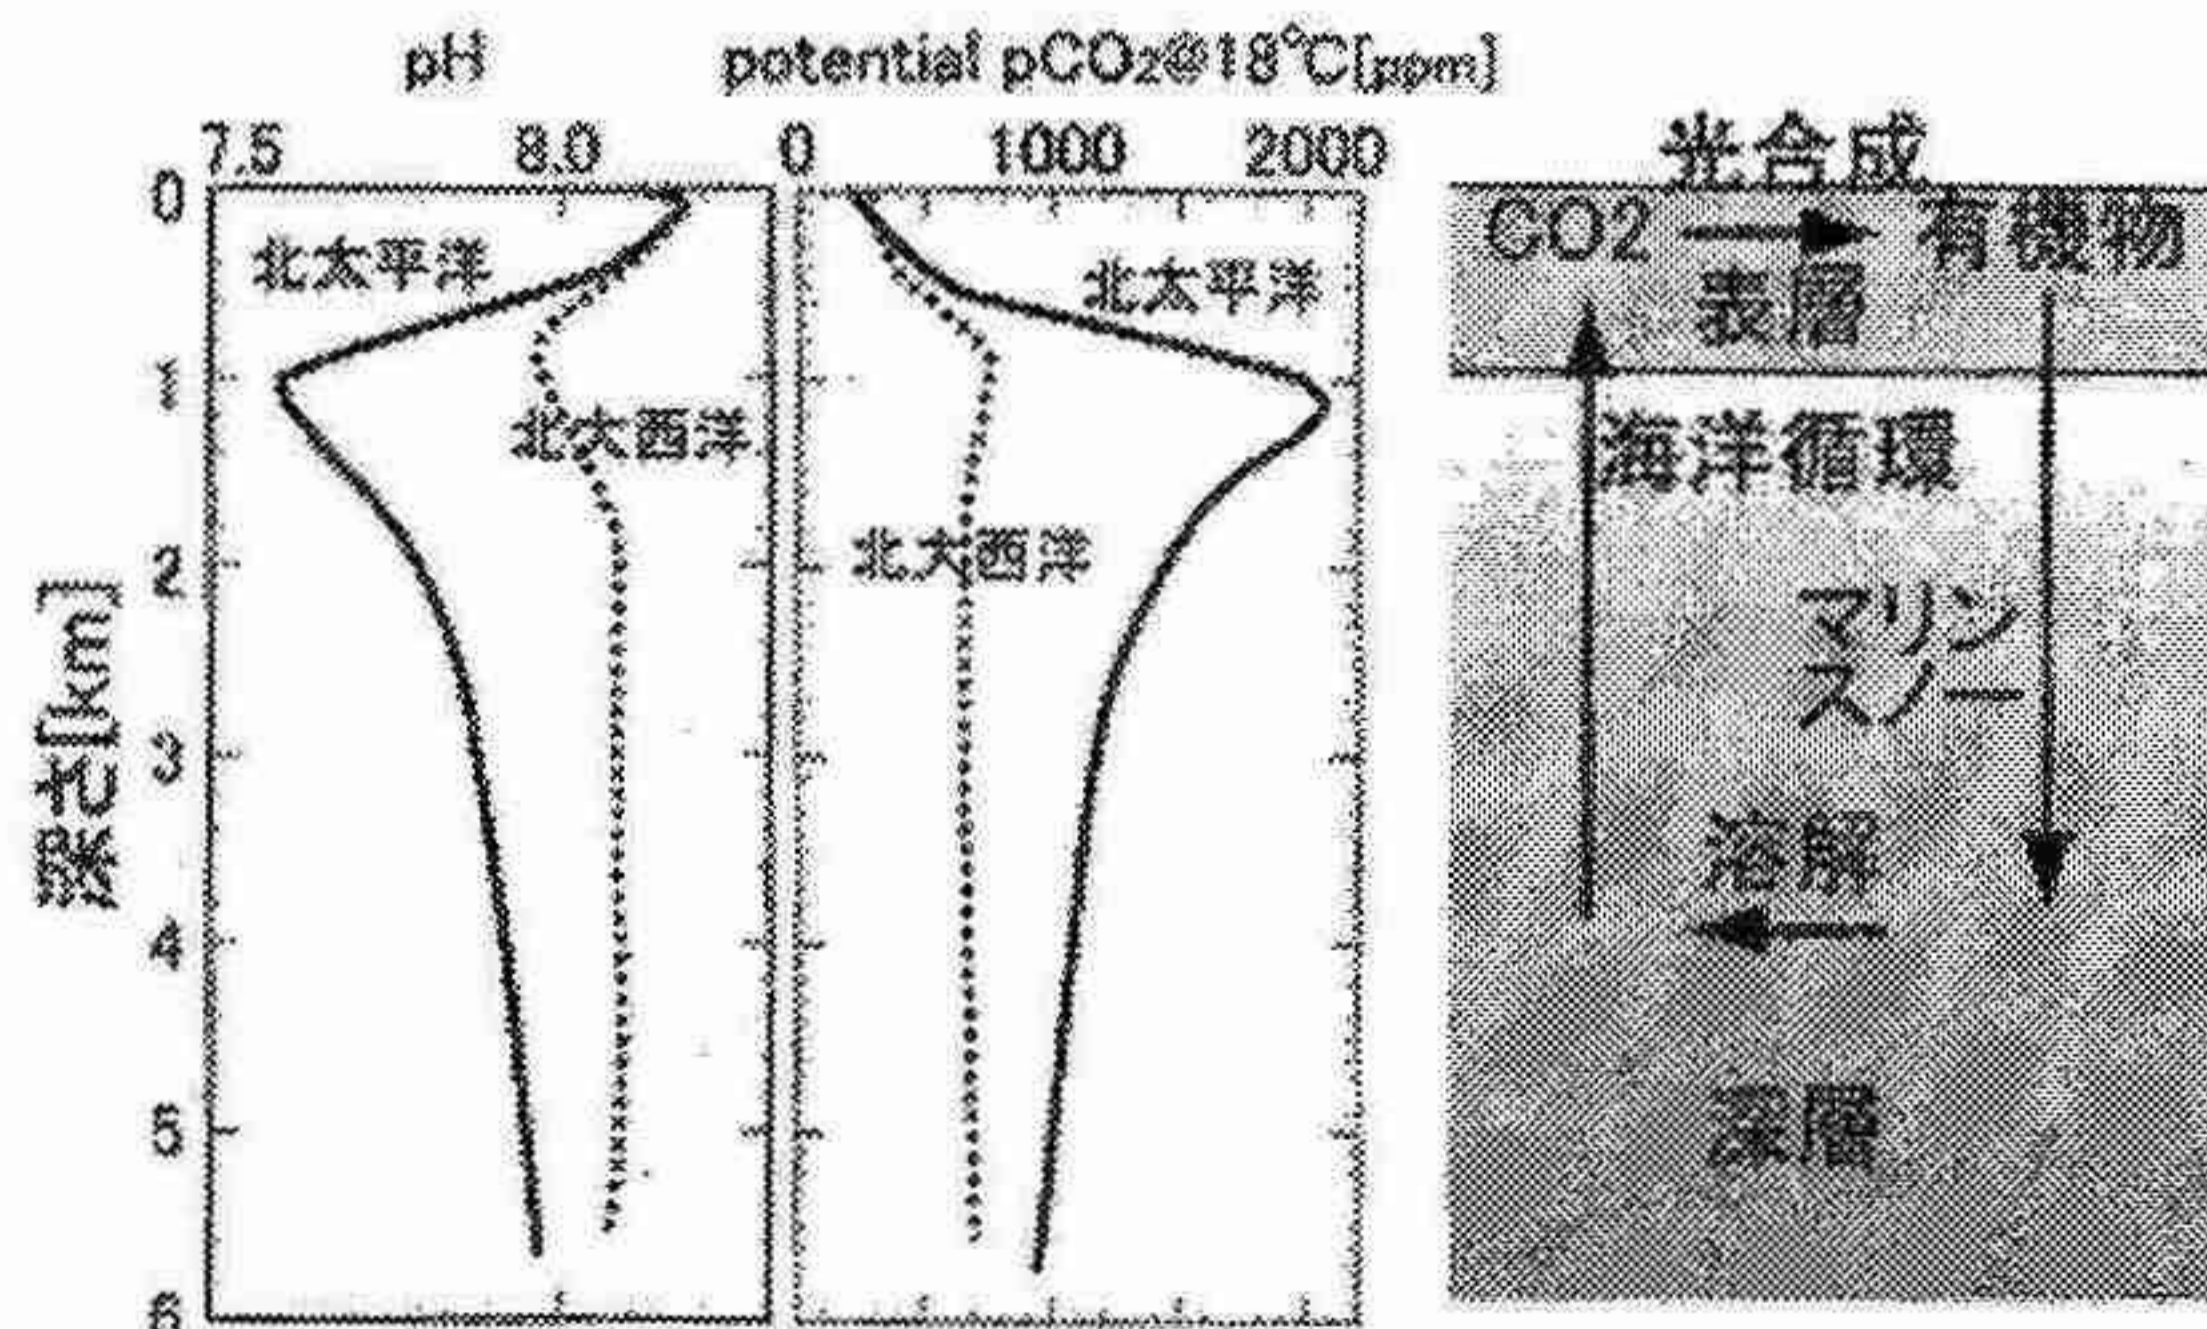 pH
potential pCO2@18°C[ppm]
7.5 8.0
0 1000 2000
深さ[km]
0
1
2
3
4
5
6
北太平洋
北大西洋
北太平洋
北大西洋
光合成
CO2 有機物
表層
海洋循環
マリン
スノー
溶解
深層